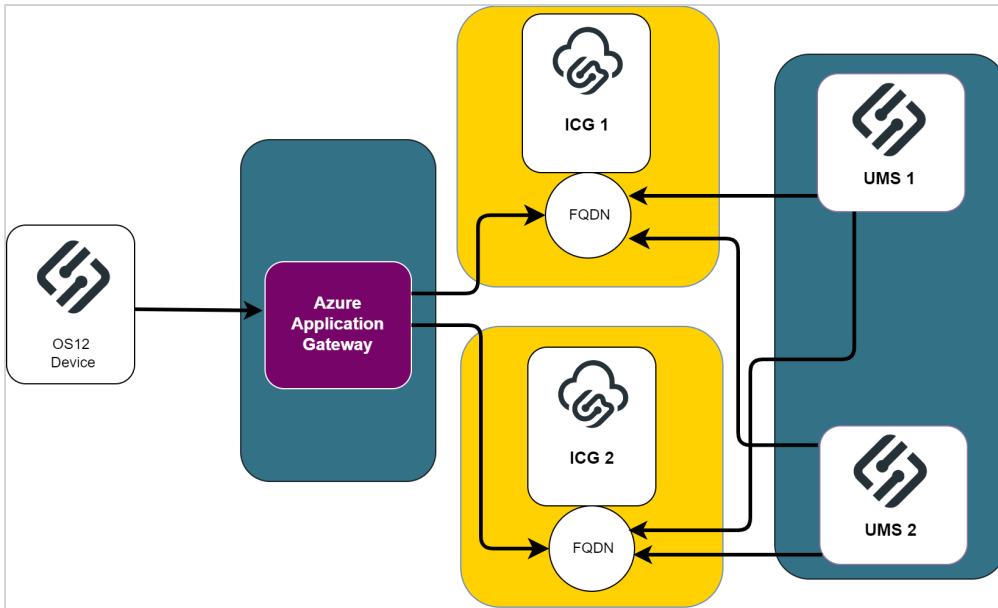 OS12
Device
Azure
Application
Gateway
ICG 1
FQDN
ICG 2
FQDN
UMS 1
UMS 2